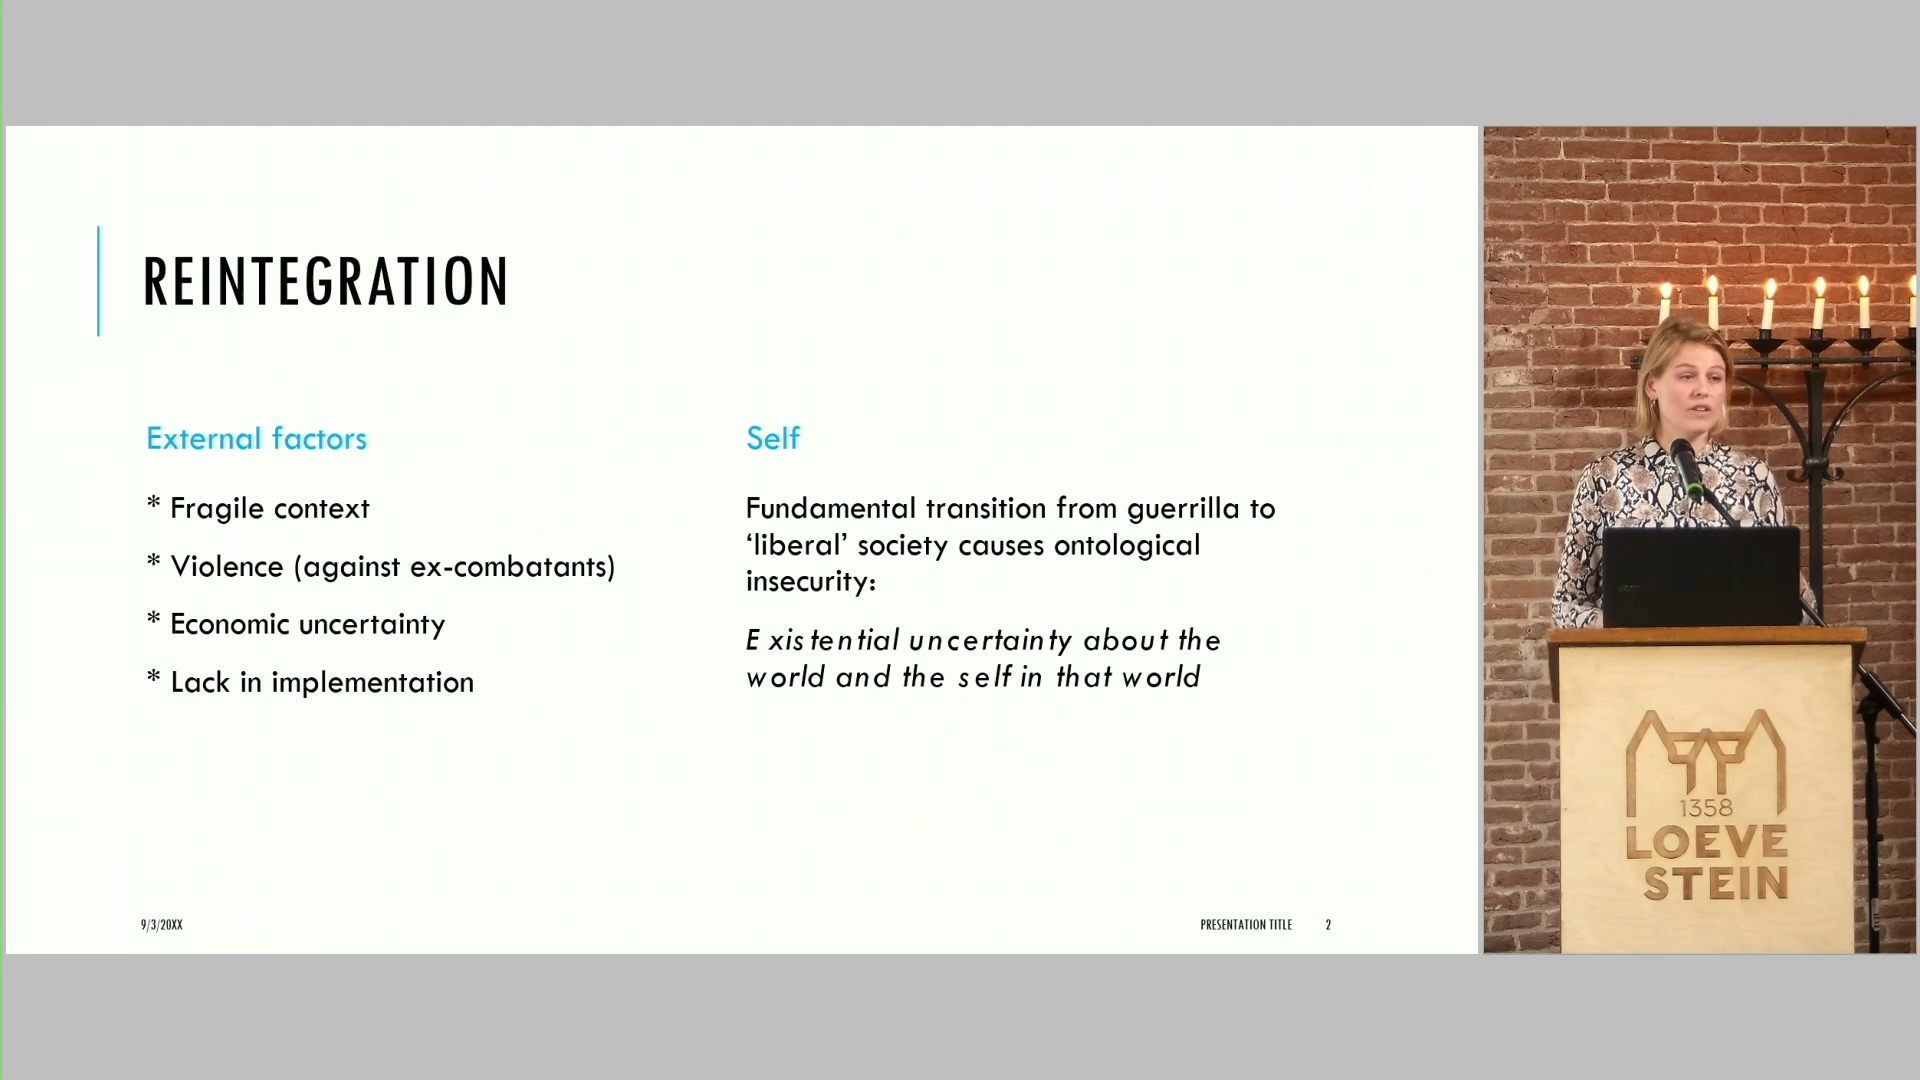 REINTEGRATION
External factors
* Fragile context
* Violence (against ex-combatants)
* Economic uncertainty
* Lack in implementation
Self
Fundamental transition from guerrilla to
‘liberal’ society causes ontological
insecurity:
Existential uncertainty about the
world and the self in that world
9/3/20XX
PRESENTATION TITLE 2
1358
LOEVE
STEIN